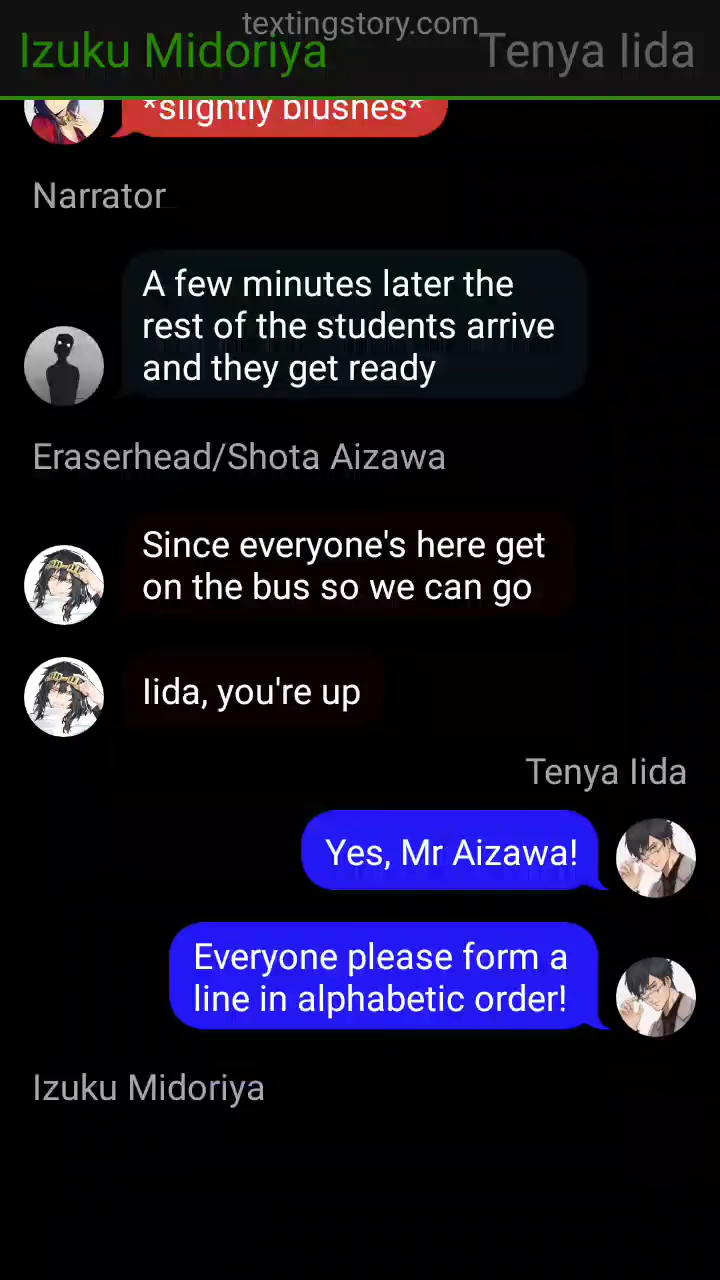 textingstory.com
Izuku Midoriya
Tenya Iida
*slightly blushes*
Narrator
A few minutes later the
rest of the students arrive
and they get ready
Eraserhead/Shota Aizawa
Since everyone's here get
on the bus so we can go
Iida, you're up
Tenya Iida
Yes, Mr Aizawa!
Everyone please form a
line in alphabetic order!
Izuku Midoriya